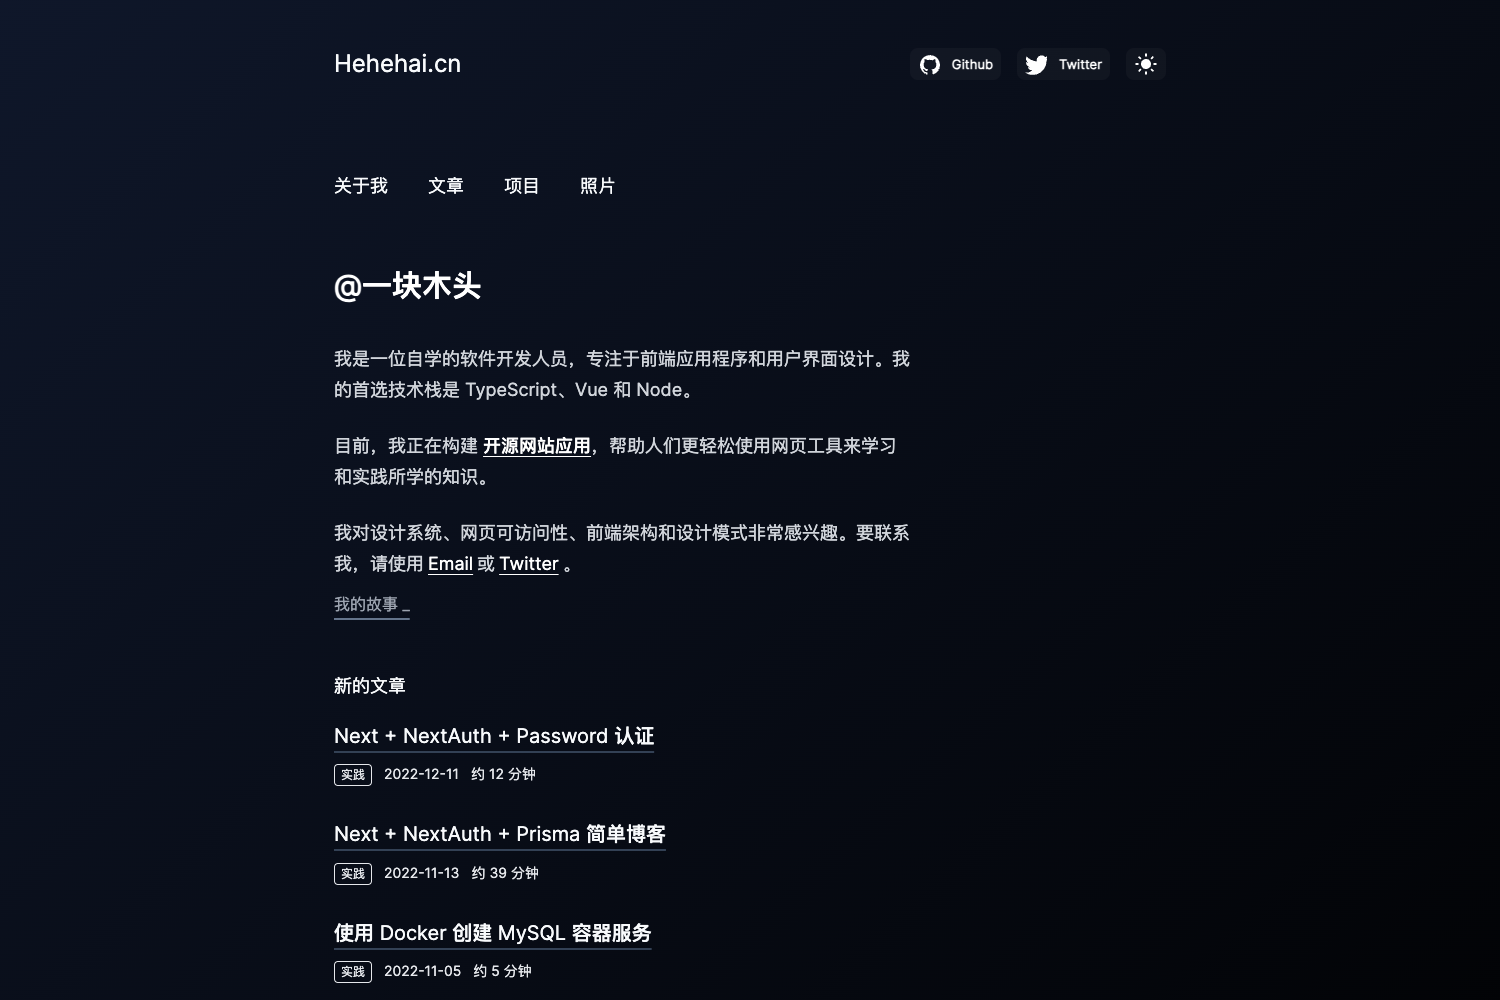 Hehehai.cn
Github
Twitter
关于我
文章
项目
照片
@一块木头
我是一位自学的软件开发人员，专注于前端应用程序和用户界面设计。我
的首选技术栈是 TypeScript、Vue 和 Node。
目前，我正在构建 开源网站应用，帮助人们更轻松使用网页工具来学习
和实践所学的知识。
我对设计系统、网页可访问性、前端架构和设计模式非常感兴趣。要联系
我，请使用 Email 或 Twitter 。
我的故事 _
新的文章
Next + NextAuth + Password 认证
实践 2022-12-11 约 12 分钟
Next + NextAuth + Prisma 简单博客
实践 2022-11-13 约 39 分钟
使用 Docker 创建 MySQL 容器服务
实践 2022-11-05 约 5 分钟